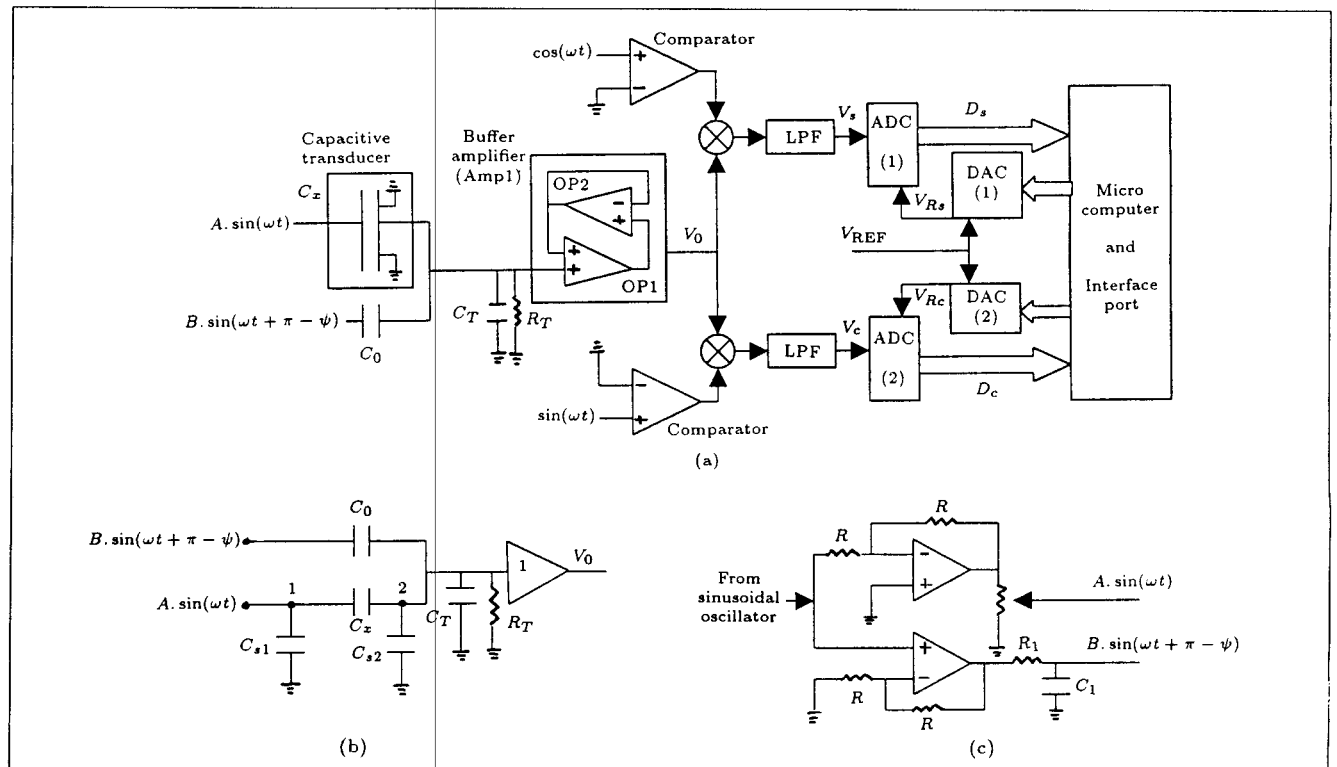 Comparator
cos(ωt)
+
−
Capacitive
transducer
C_x
A.sin(ωt)
B.sin(ωt + π − ψ)
C_0
Buffer
amplifier
(Amp1)
OP2
−
+
+
+
OP1
C_T
R_T
V_0
LPF
V_s
ADC
(1)
D_s
V_Rs
DAC
(1)
V_REF
V_Rc
DAC
(2)
LPF
V_c
ADC
(2)
D_c
Micro
computer
and
Interface
port
−
+
sin(ωt)
Comparator
(a)
C_0
B.sin(ωt + π − ψ)
A.sin(ωt)
1
2
C_x
C_s1
C_s2
C_T
R_T
1
V_0
(b)
R
R
−
+
From
sinusoidal
oscillator
A.sin(ωt)
+
−
R_1
B.sin(ωt + π − ψ)
C_1
R
R
(c)